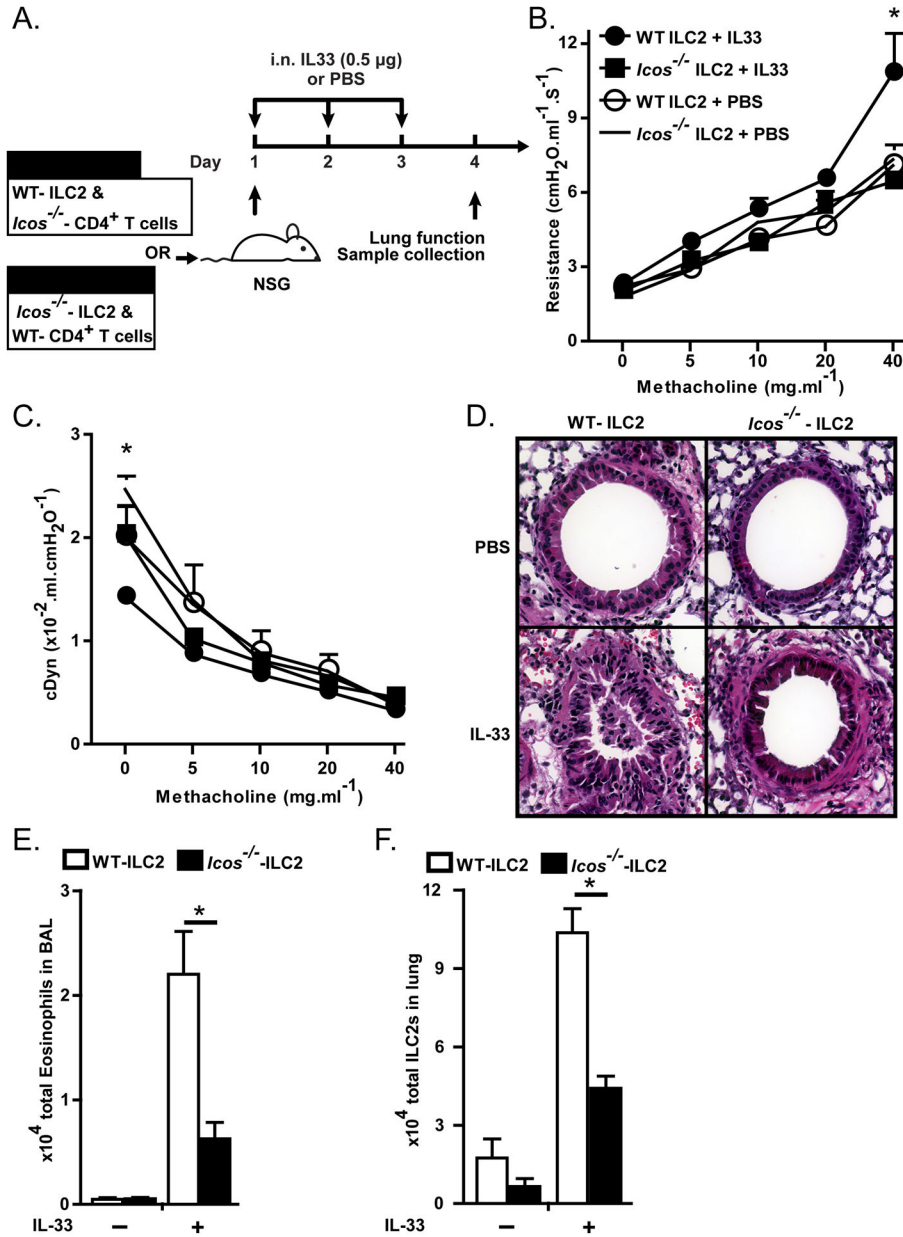 A.
i.n. IL33 (0.5 µg)
or PBS
Day 1 2 3 4
WT- ILC2 &
Icos-/- - CD4+ T cells
OR
Icos-/- - ILC2 &
WT- CD4+ T cells
NSG
Lung function
Sample collection
B.
*
WT ILC2 + IL33
Icos-/- ILC2 + IL33
WT ILC2 + PBS
Icos-/- ILC2 + PBS
Resistance (cmH2O.ml-1.S-1)
12
9
6
3
0
0 5 10 20 40
Methacholine (mg.ml-1)
C.
*
cDyn (x10-2.ml.cmH2O-1)
3
2
1
0
0 5 10 20 40
Methacholine (mg.ml-1)
D.
WT- ILC2
Icos-/- - ILC2
PBS
IL-33
E.
WT-ILC2
Icos-/--ILC2
*
x104 total Eosinophils in BAL
3
2
1
0
IL-33 – +
F.
WT-ILC2
Icos-/--ILC2
*
x104 total ILC2s in lung
12
9
6
3
0
IL-33 – +